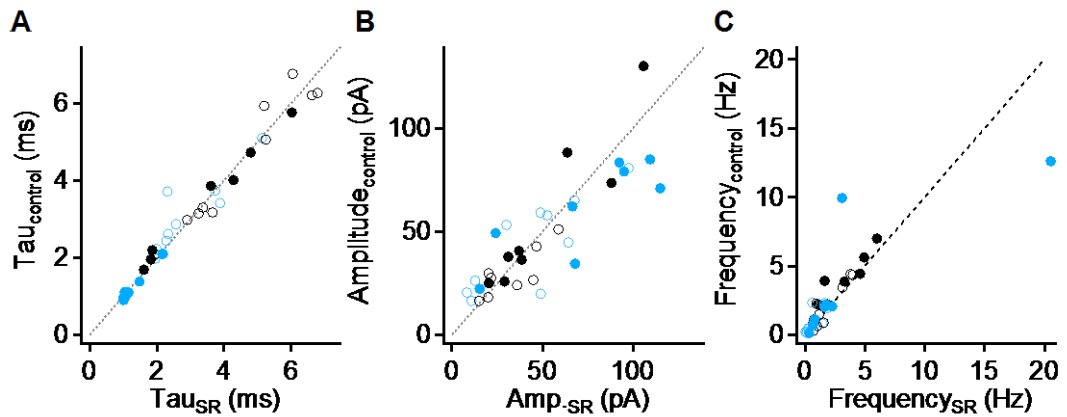 A
Tau_control (ms)
6
4
2
0
0 2 4 6
Tau_SR (ms)
B
Amplitude_control (pA)
100
50
0
0 50 100
Amp-SR (pA)
C
Frequency_control (Hz)
20
15
10
5
0
0 5 10 15 20
Frequency_SR (Hz)